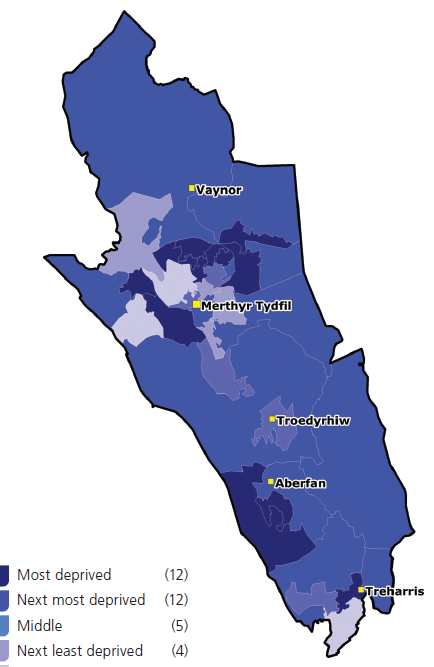 Vaynor
Merthyr Tydfil
Troedyrhiw
Aberfan
Treharris
Most deprived (12)
Next most deprived (12)
Middle (5)
Next least deprived (4)